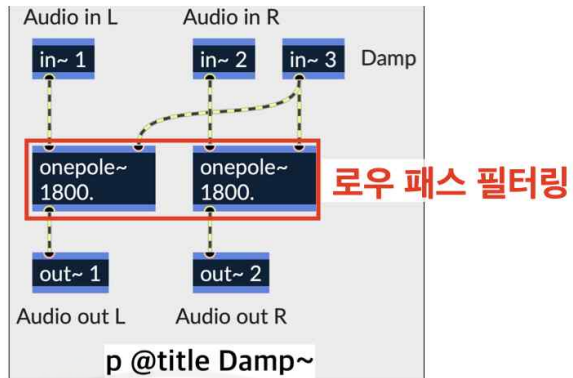 Audio in L
Audio in R
in~ 1
in~ 2
in~ 3
Damp
onepole~
1800.
onepole~
1800.
로우 패스 필터링
out~ 1
out~ 2
Audio out L
Audio out R
p @title Damp~